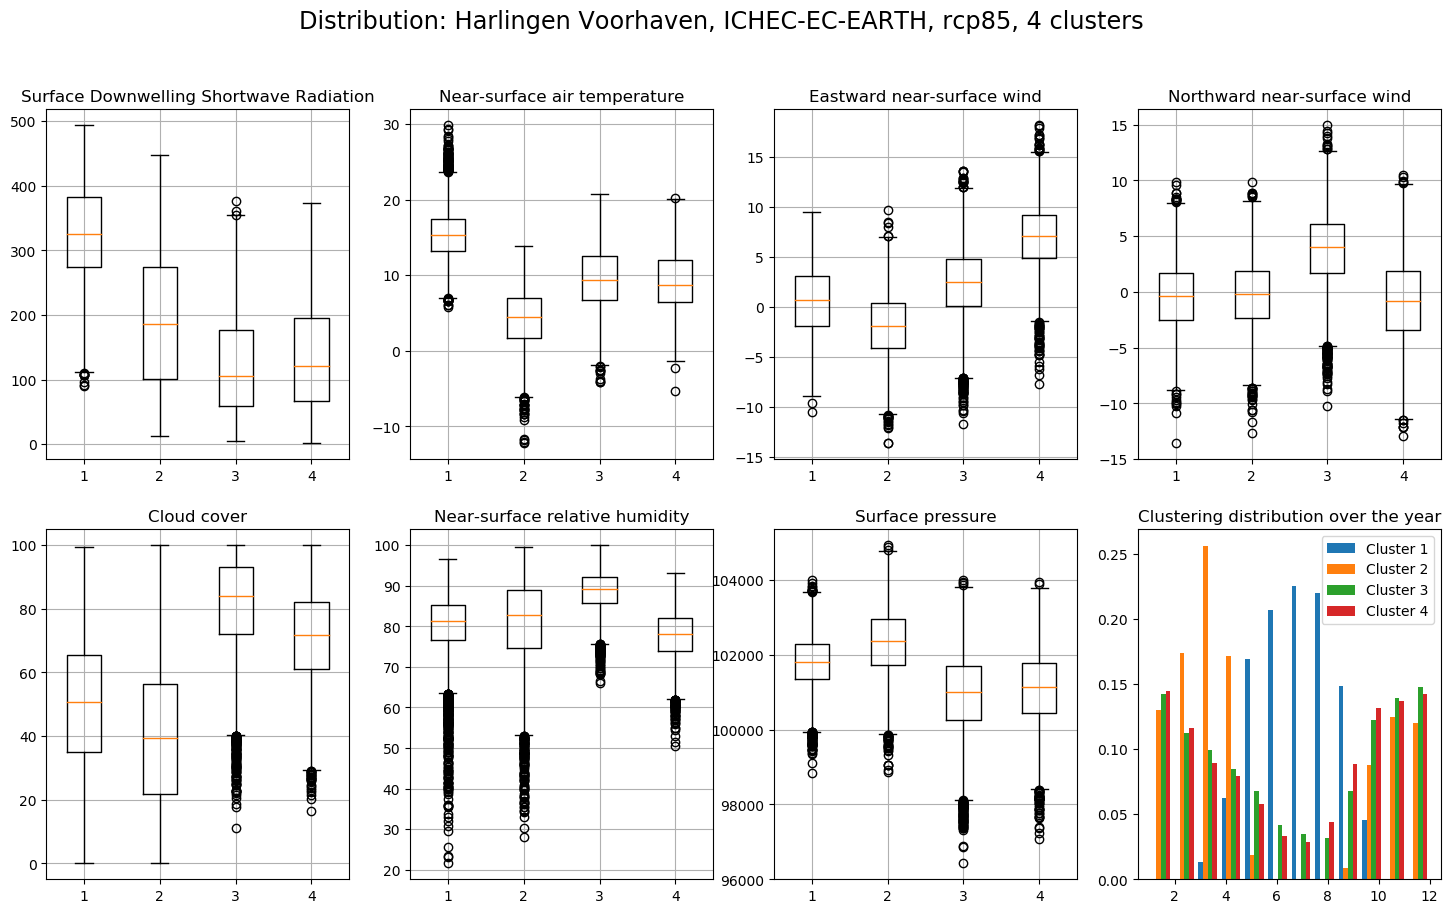 Distribution: Harlingen Voorhaven, ICHEC-EC-EARTH, rcp85, 4 clusters
Surface Downwelling Shortwave Radiation
500
400
300
200
100
0
1 2 3 4
Near-surface air temperature
30
20
10
0
−10
1 2 3 4
Eastward near-surface wind
15
10
5
0
−5
−10
−15
1 2 3 4
Northward near-surface wind
15
10
5
0
−5
−10
−15
1 2 3 4
Cloud cover
100
80
60
40
20
0
1 2 3 4
Near-surface relative humidity
100
90
80
70
60
50
40
30
20
1 2 3 4
Surface pressure
104000
102000
100000
98000
96000
1 2 3 4
Clustering distribution over the year
Cluster 1
Cluster 2
Cluster 3
Cluster 4
0.25
0.20
0.15
0.10
0.05
0.00
2 4 6 8 10 12